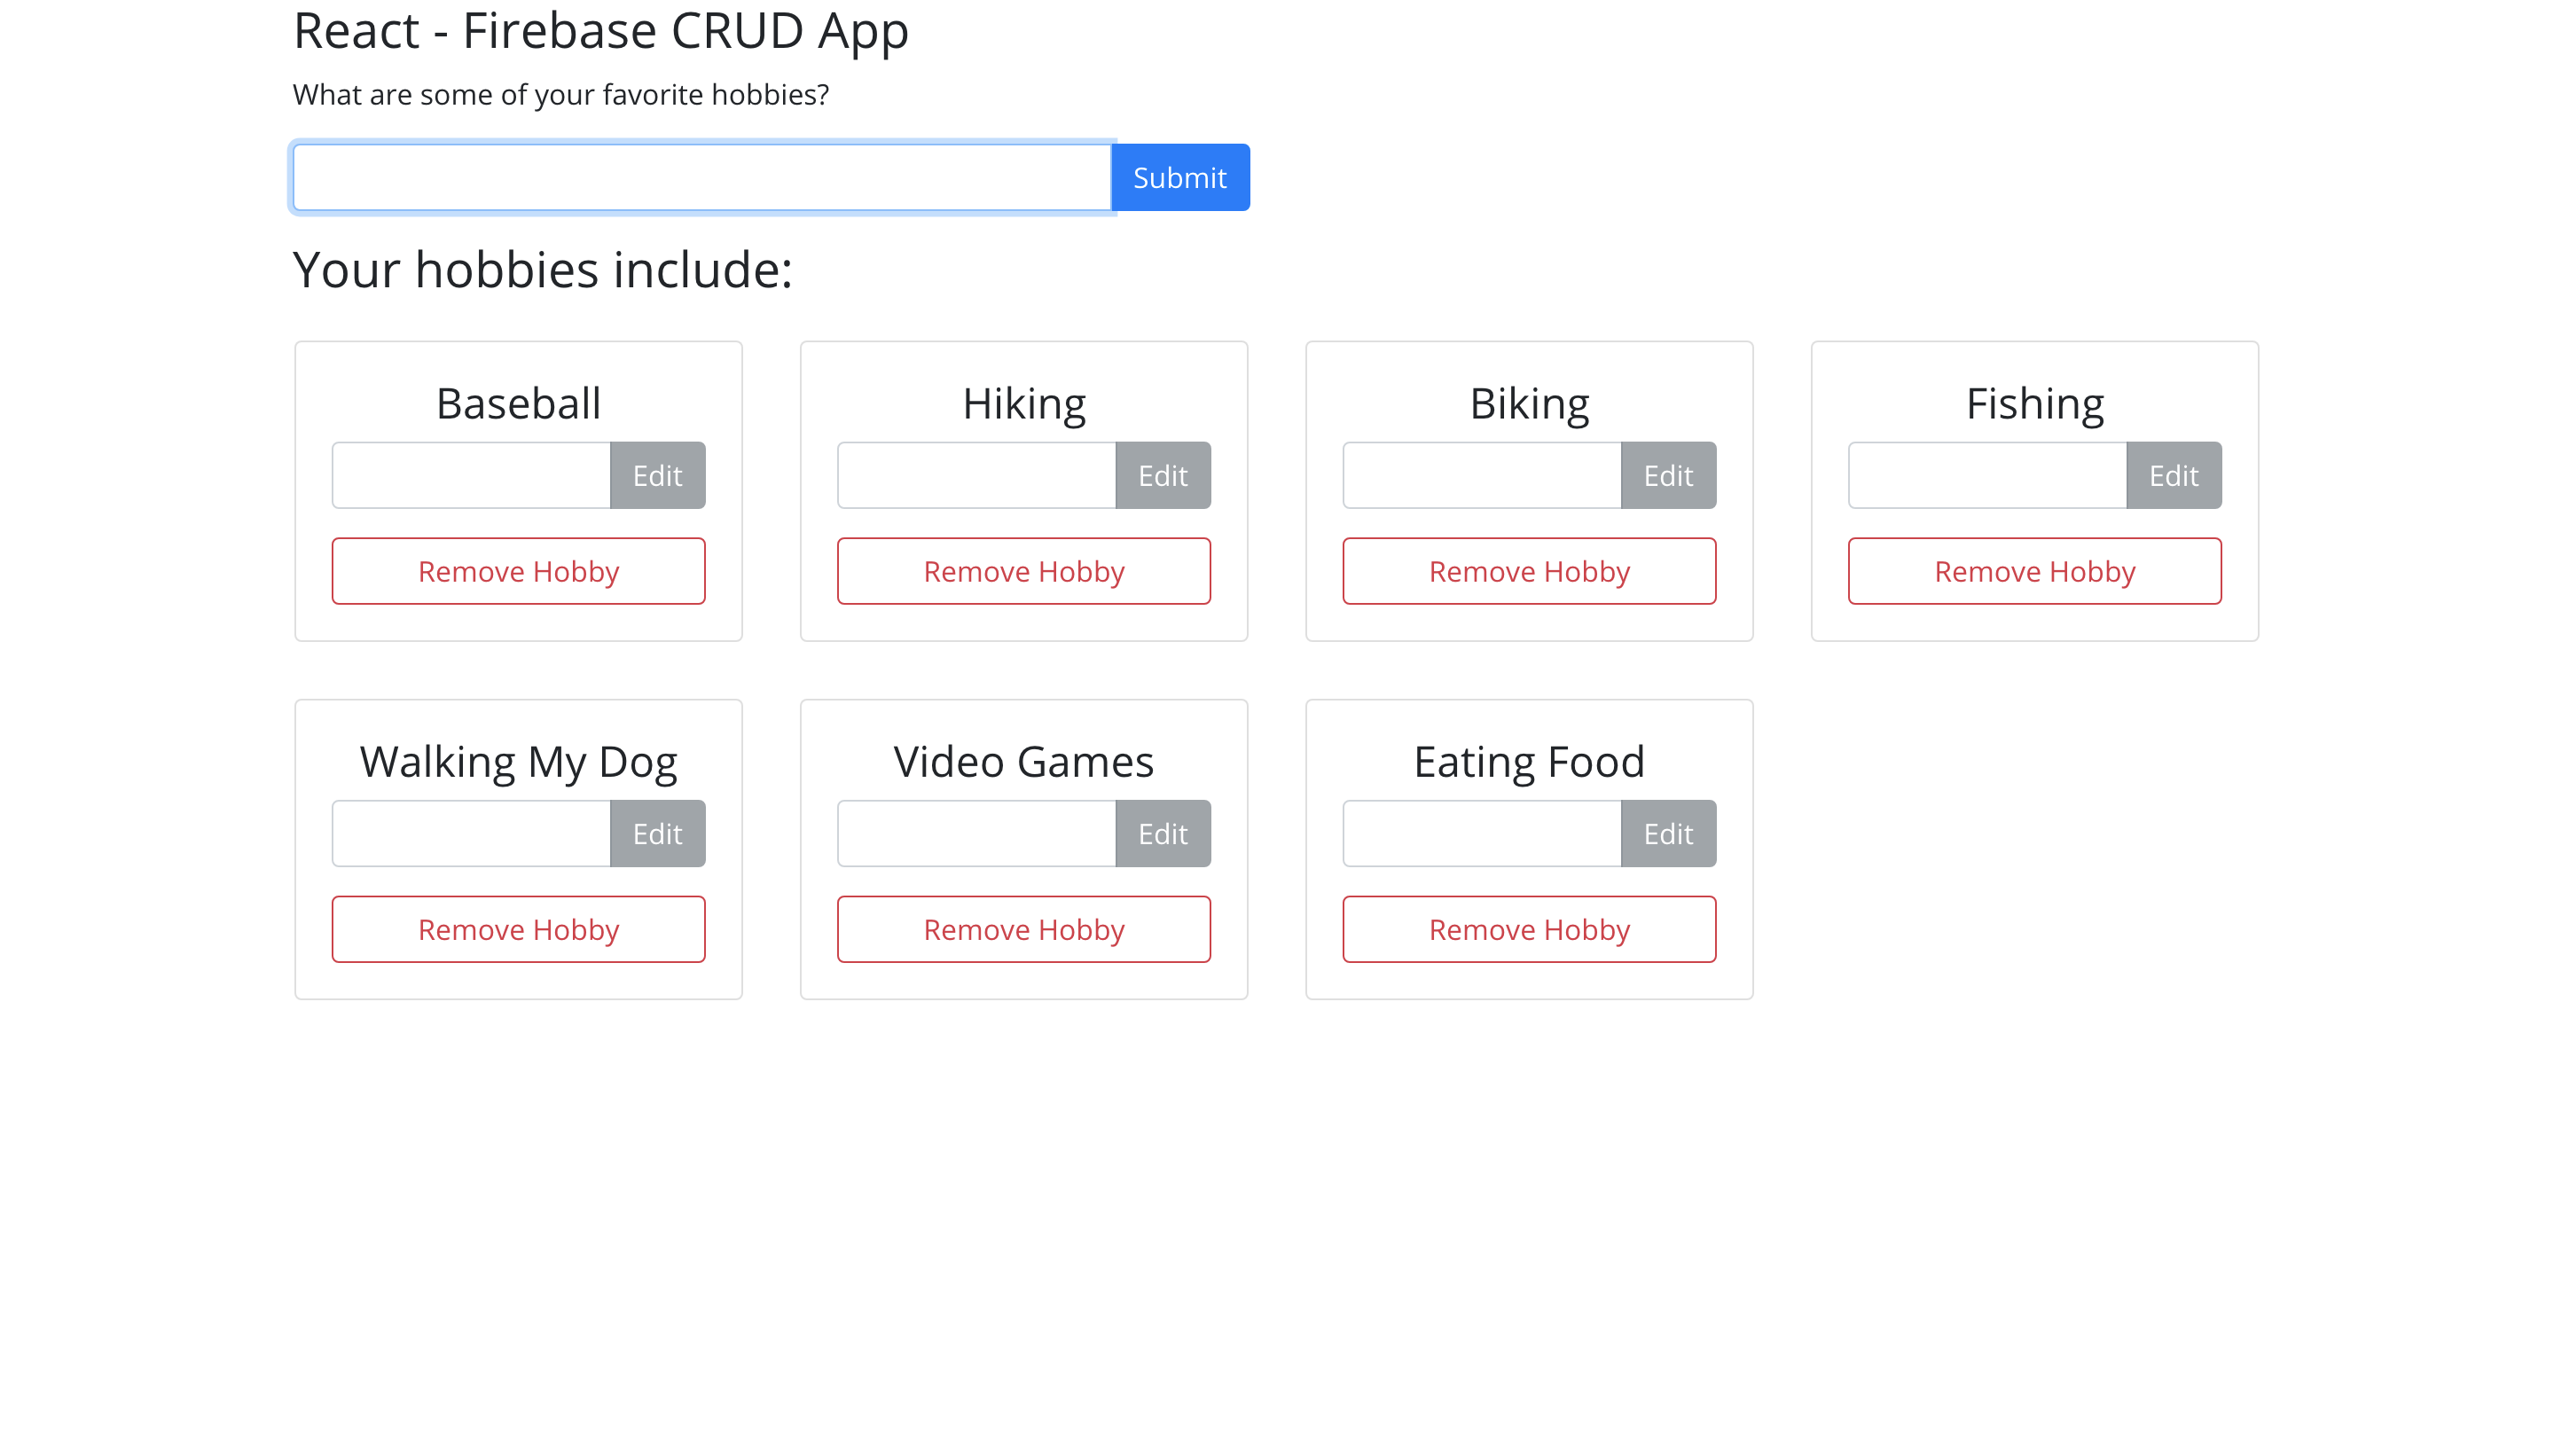 React - Firebase CRUD App
What are some of your favorite hobbies?
Submit
Your hobbies include:
Baseball
Edit
Remove Hobby
Hiking
Edit
Remove Hobby
Biking
Edit
Remove Hobby
Fishing
Edit
Remove Hobby
Walking My Dog
Edit
Remove Hobby
Video Games
Edit
Remove Hobby
Eating Food
Edit
Remove Hobby